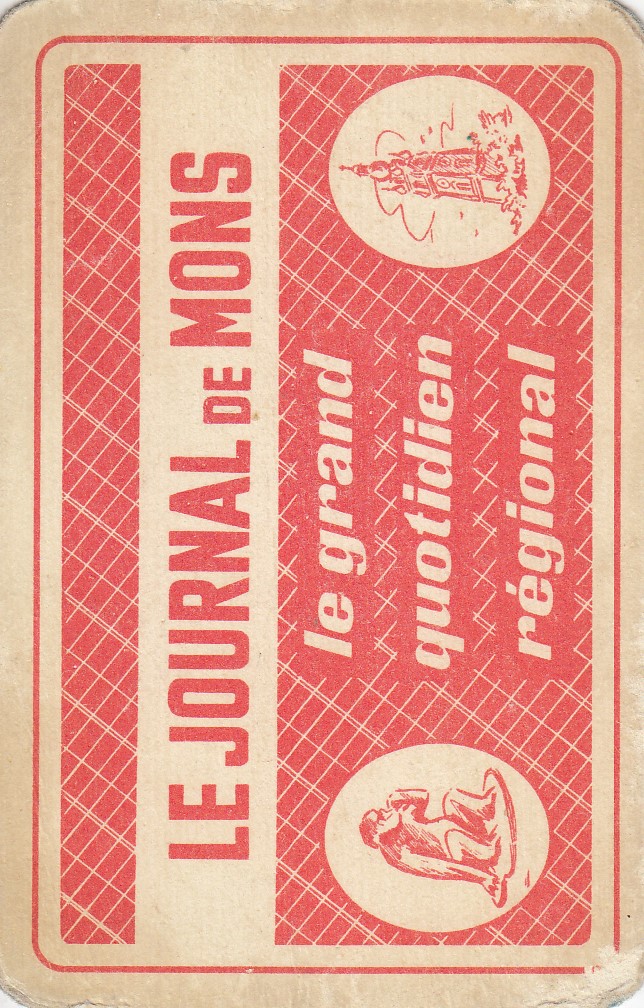 LE JOURNAL DE MONS
le grand
quotidien
régional